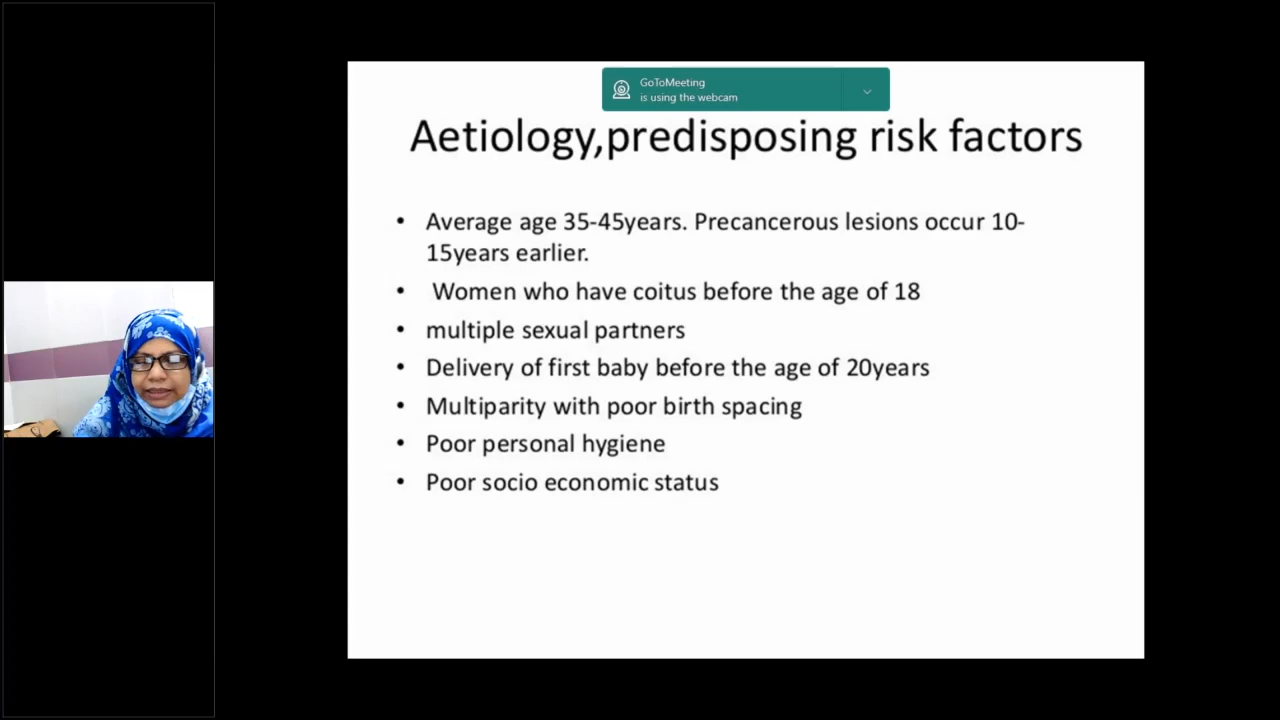 GoToMeeting
is using the webcam
Aetiology,predisposing risk factors
• Average age 35-45years. Precancerous lesions occur 10-
15years earlier.
• Women who have coitus before the age of 18
• multiple sexual partners
• Delivery of first baby before the age of 20years
• Multiparity with poor birth spacing
• Poor personal hygiene
• Poor socio economic status